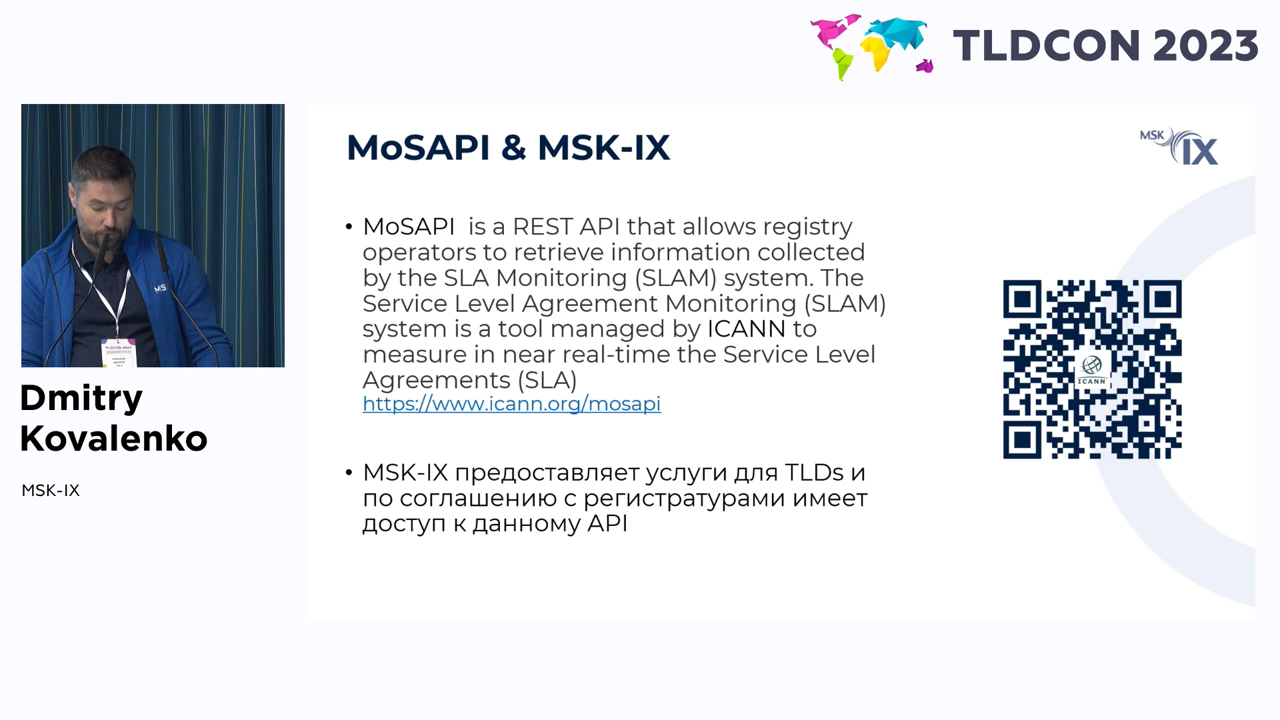 TLDCON 2023
MoSAPI & MSK-IX
MSK
IX
• MoSAPI is a REST API that allows registry
operators to retrieve information collected
by the SLA Monitoring (SLAM) system. The
Service Level Agreement Monitoring (SLAM)
system is a tool managed by ICANN to
measure in near real-time the Service Level
Agreements (SLA)
https://www.icann.org/mosapi
• MSK-IX предоставляет услуги для TLDs и
по соглашению с регистратурами имеет
доступ к данному API
ICANN
MS
Dmitry
Kovalenko
MSK-IX